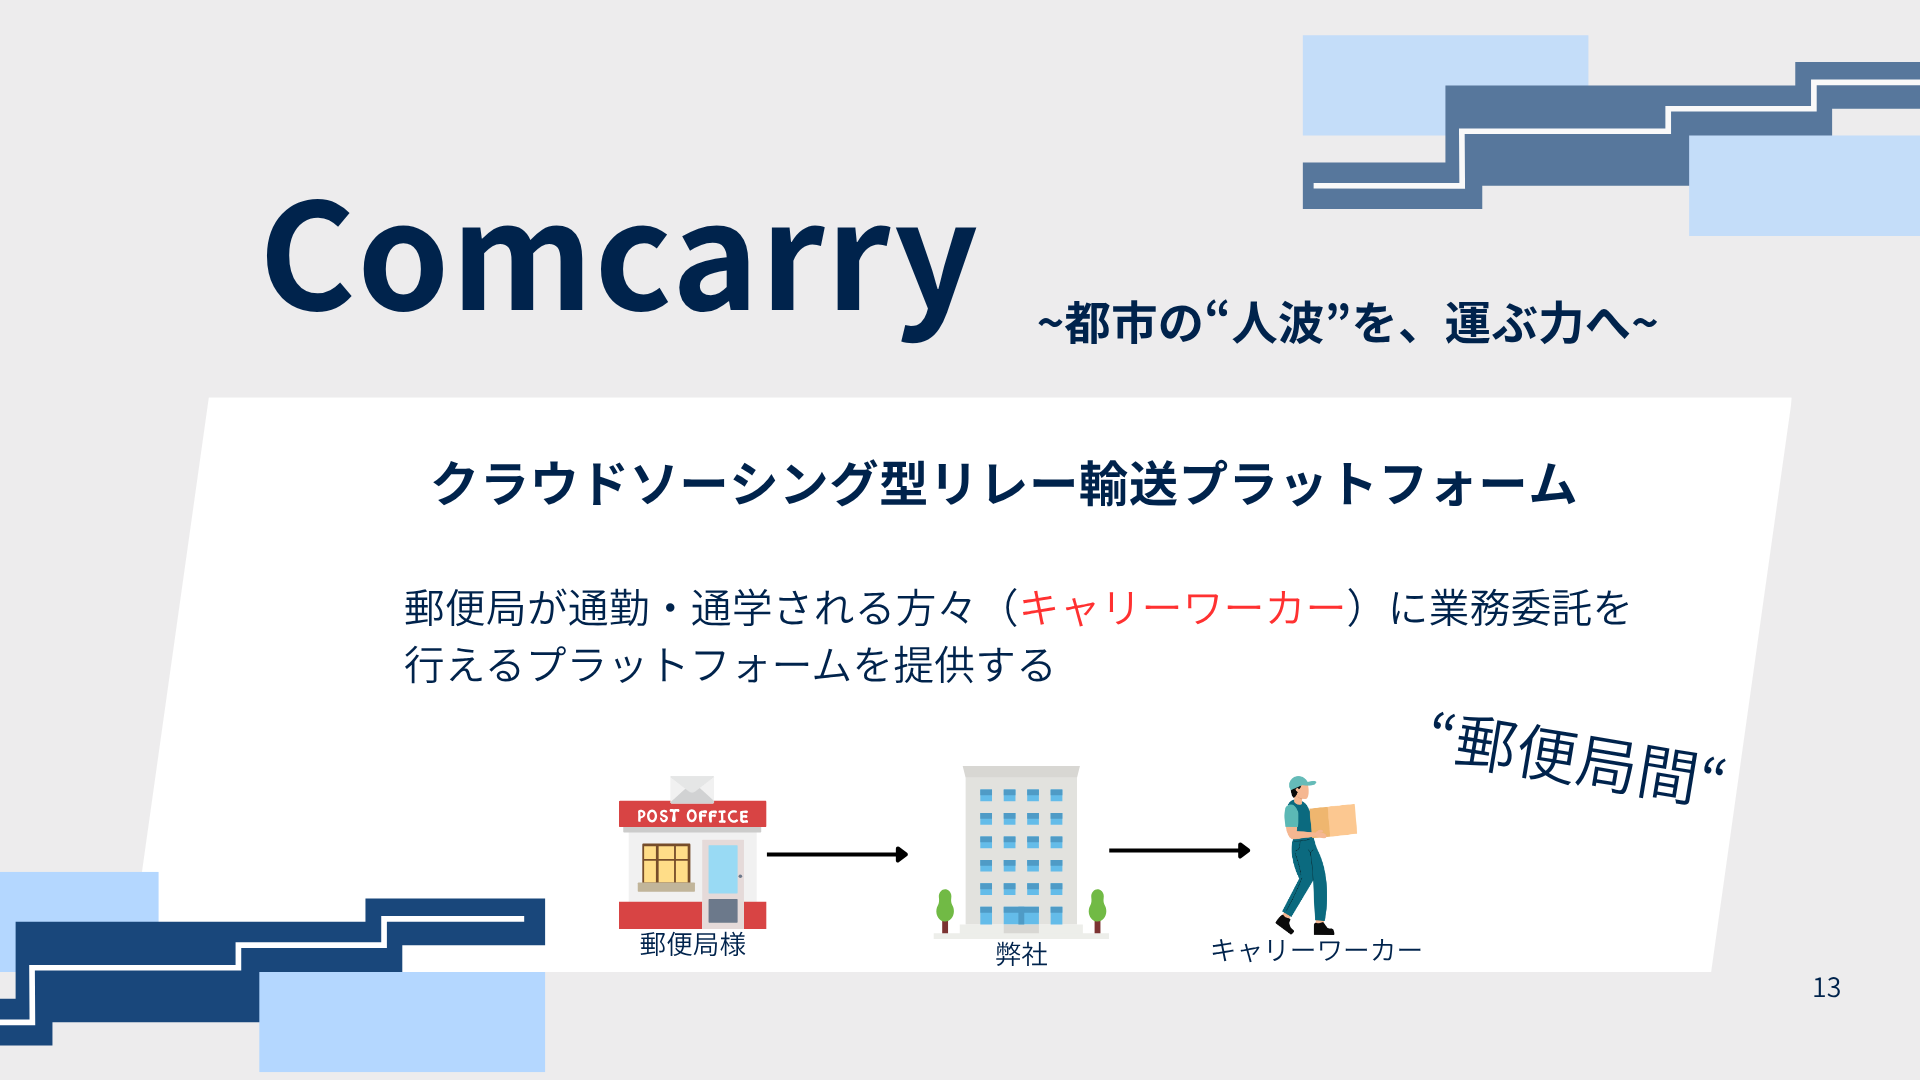 Comcarry
~都市の“人波”を、運ぶ力へ~
クラウドソーシング型リレー輸送プラットフォーム
郵便局が通勤・通学される方々（キャリーワーカー）に業務委託を
行えるプラットフォームを提供する
“郵便局間“
POST OFFICE
郵便局様
弊社
キャリーワーカー
13